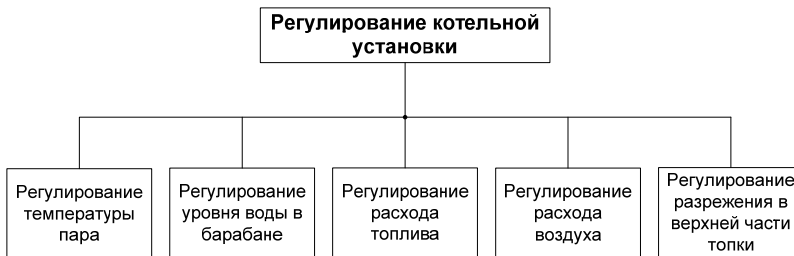 Регулирование котельной
установки
Регулирование
температуры
пара
Регулирование
уровня воды в
барабане
Регулирование
расхода
топлива
Регулирование
расхода
воздуха
Регулирование
разрежения в
верхней части
топки